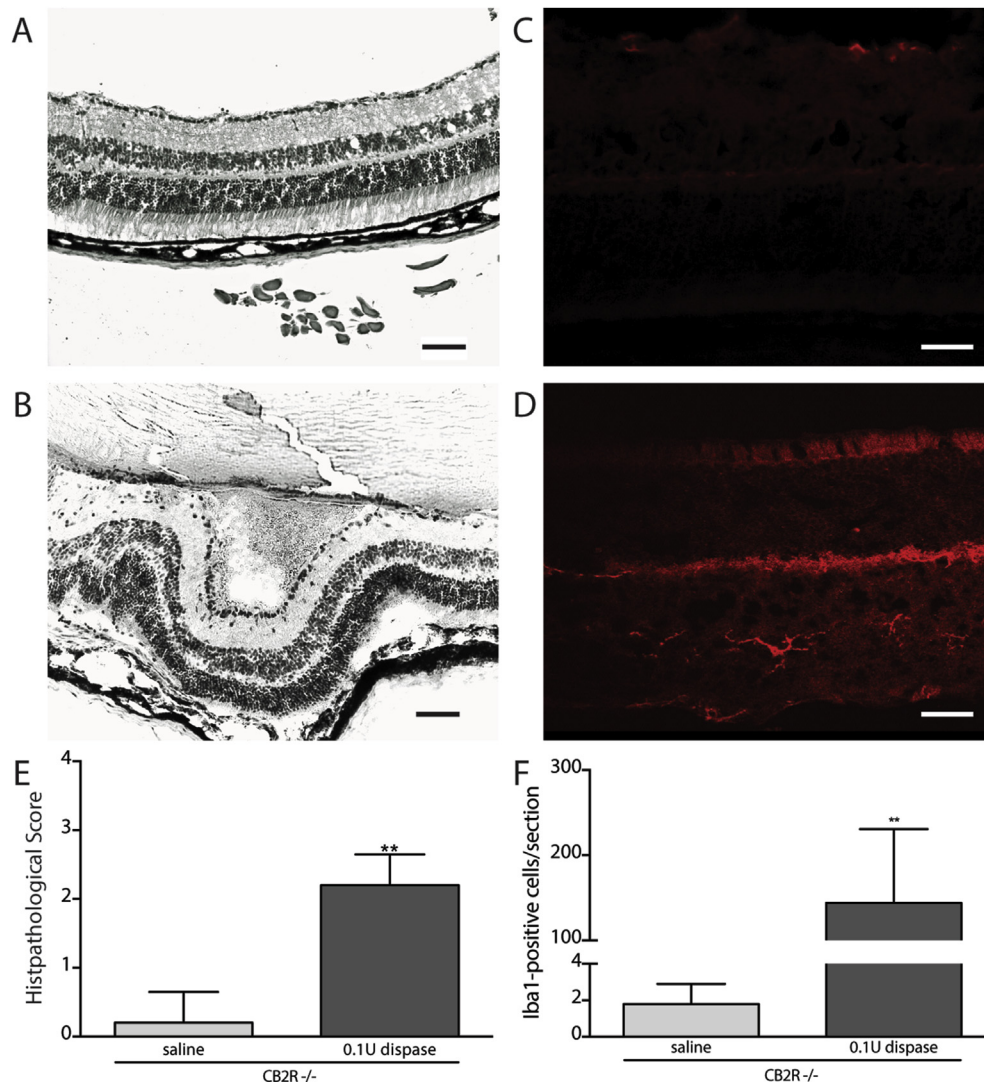 A
C
B
D
E
Histpathological Score
4
3
2
1
0
**
saline
0.1U dispase
CB2R -/-
F
Iba1-positive cells/section
300
200
100
4
2
0
**
saline
0.1U dispase
CB2R -/-